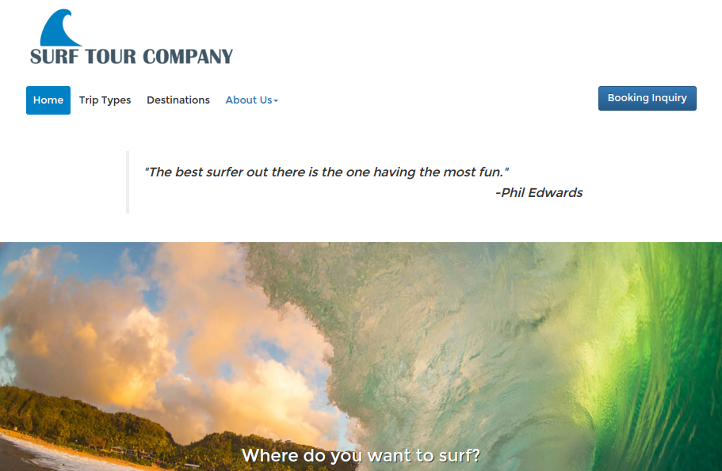 SURF TOUR COMPANY
Home Trip Types Destinations About Us Booking Inquiry
"The best surfer out there is the one having the most fun."
-Phil Edwards
Where do you want to surf?